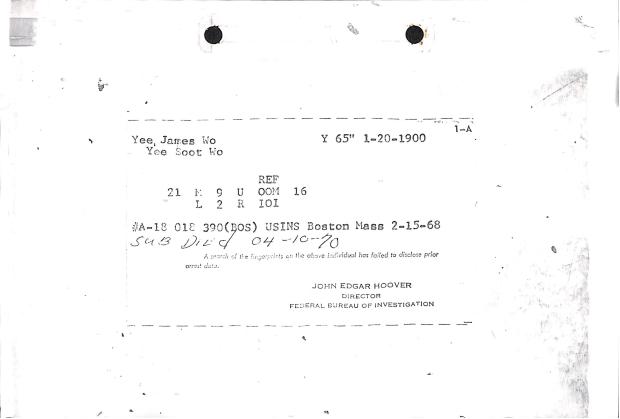 1-A
Yee, James Wo Y 65" 1-20-1900
Yee Soot Wo
REF
21 M 9 U OOM 16
L 2 R IOI
#A-18 018 390(BOS) USINS Boston Mass 2-15-68
SUB DIED 04-10-70
A search of the fingerprints on the above individual has failed to disclose prior
arrest data.
JOHN EDGAR HOOVER
DIRECTOR
FEDERAL BUREAU OF INVESTIGATION